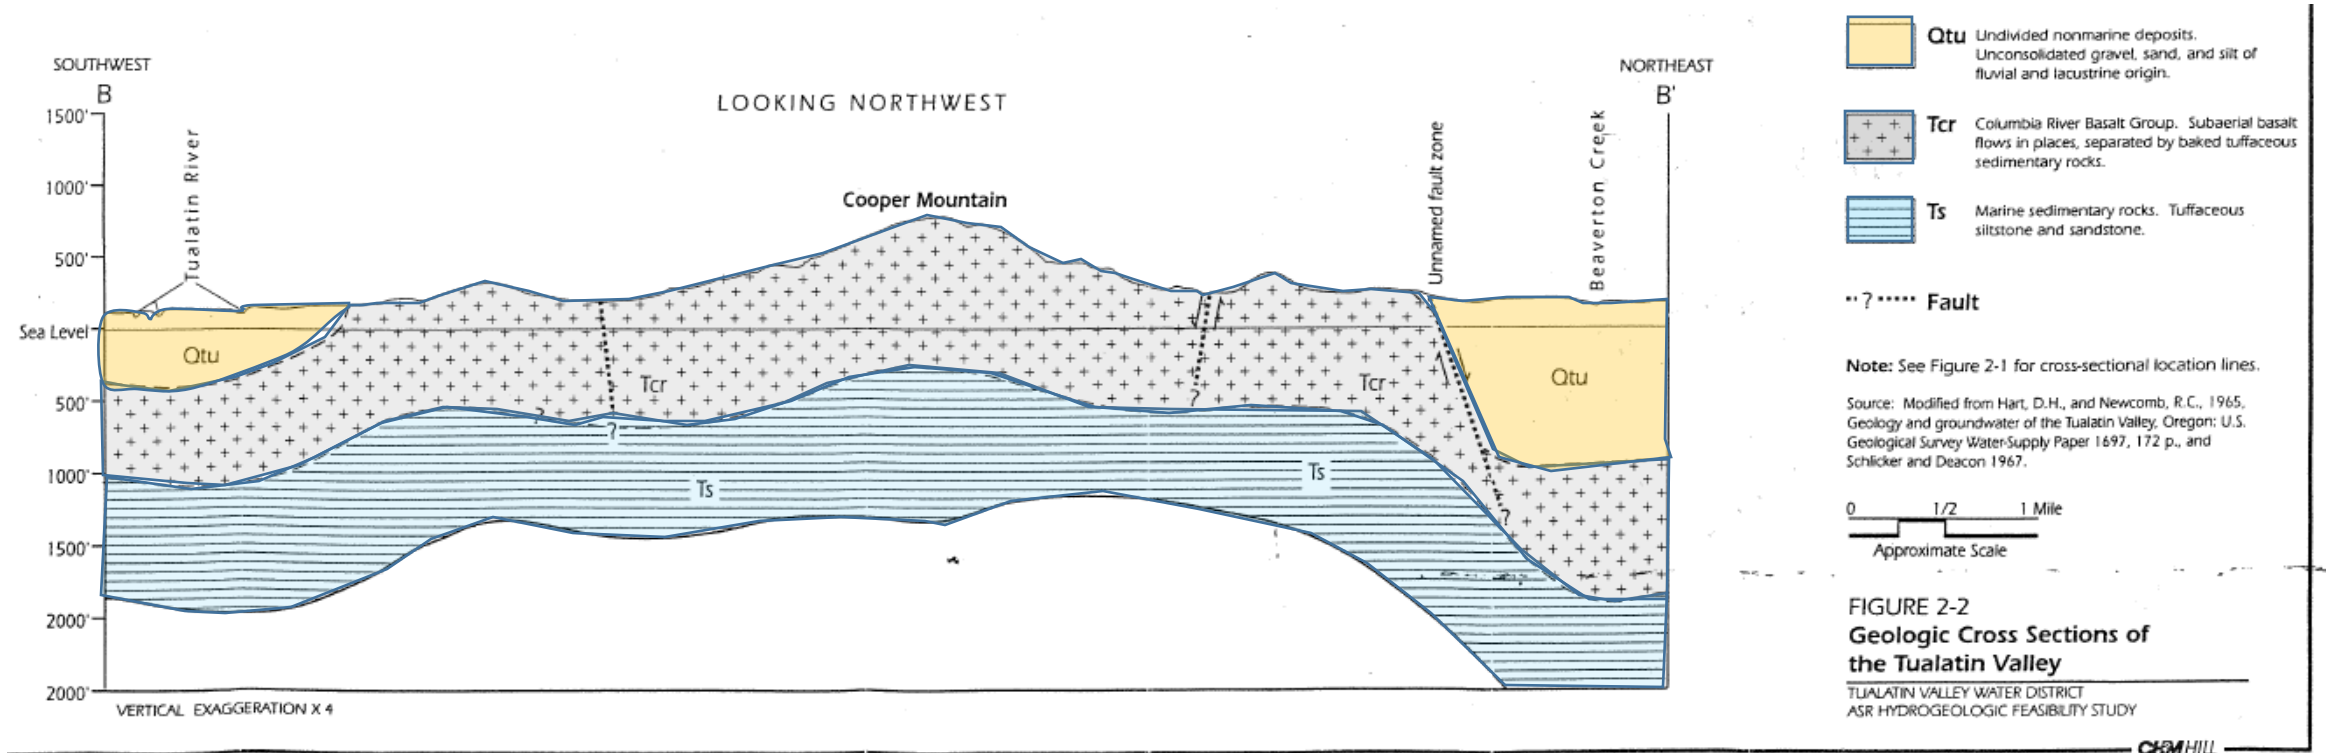 SOUTHWEST
B
LOOKING NORTHWEST
NORTHEAST
B'
1500'
1000'
500'
Sea Level
500'
1000'
1500'
2000'
2000'
Tualatin River
Cooper Mountain
Unnamed fault zone
Beaverton Creek
Qtu
Tcr
Tcr
Qtu
?
?
?
?
Ts
Ts
VERTICAL EXAGGERATION X 4
Qtu Undivided nonmarine deposits.
Unconsolidated gravel, sand, and silt of
fluvial and lacustrine origin.
Tcr Columbia River Basalt Group. Subaerial basalt
flows in places, separated by baked tuffaceous
sedimentary rocks.
Ts Marine sedimentary rocks. Tuffaceous
siltstone and sandstone.
? Fault
Note: See Figure 2-1 for cross-sectional location lines.
Source: Modified from Hart, D.H., and Newcomb, R.C., 1965,
Geology and groundwater of the Tualatin Valley, Oregon: U.S.
Geological Survey Water-Supply Paper 1697, 172 p., and
Schlicker and Deacon 1967.
0 1/2 1 Mile
Approximate Scale
FIGURE 2-2
Geologic Cross Sections of
the Tualatin Valley
TUALATIN VALLEY WATER DISTRICT
ASR HYDROGEOLOGIC FEASIBILITY STUDY
CH2M HILL